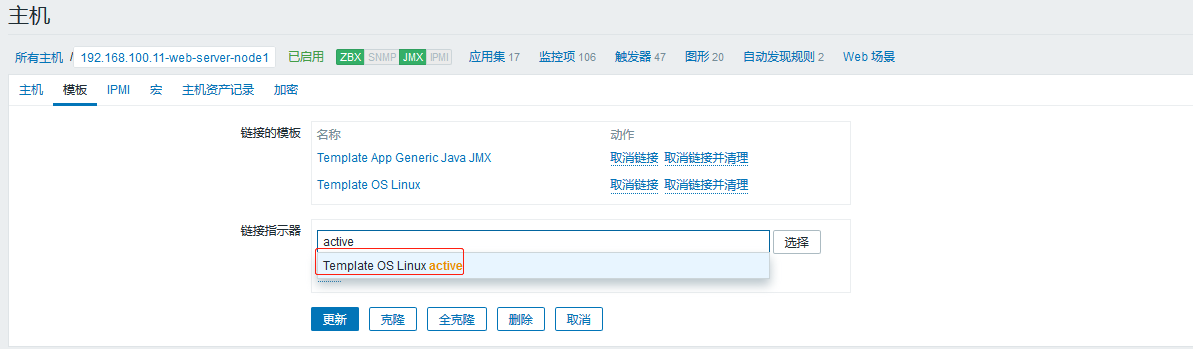 主机
所有主机 / 192.168.100.11-web-server-node1 已启用 ZBX SNMP JMX IPMI 应用集 17 监控项 106 触发器 47 图形 20 自动发现规则 2 Web 场景
主机 模板 IPMI 宏 主机资产记录 加密
链接的模板 名称 动作
Template App Generic Java JMX 取消链接 取消链接并清理
Template OS Linux 取消链接 取消链接并清理
链接指示器
active 选择
Template OS Linux active
更新 克隆 全克隆 删除 取消